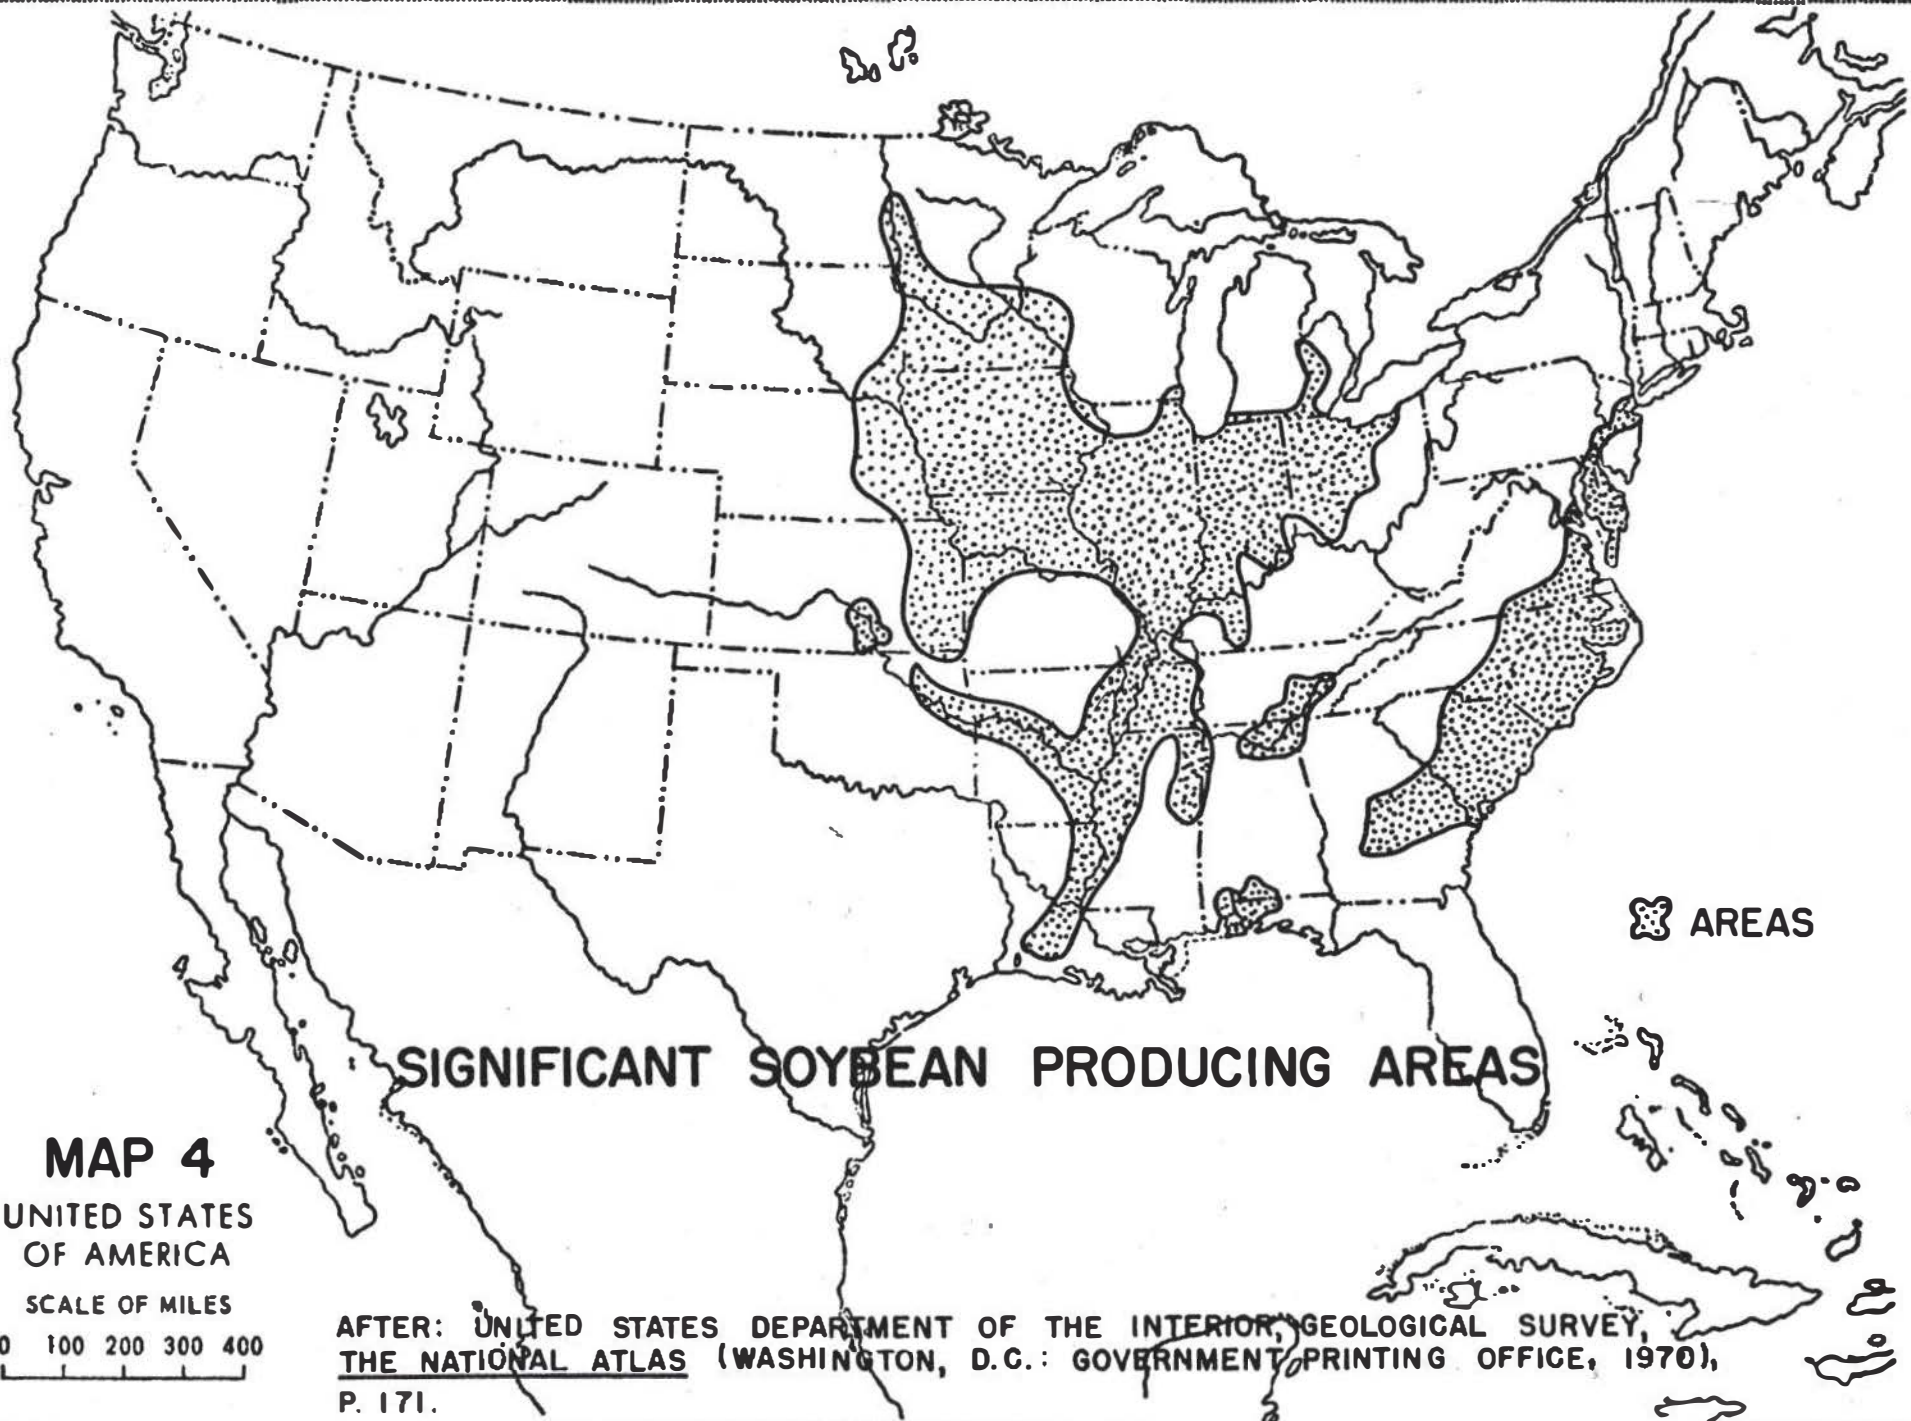 AREAS
SIGNIFICANT SOYBEAN PRODUCING AREAS
MAP 4
UNITED STATES
OF AMERICA
SCALE OF MILES
0 100 200 300 400
AFTER: UNITED STATES DEPARTMENT OF THE INTERIOR, GEOLOGICAL SURVEY,
THE NATIONAL ATLAS (WASHINGTON, D.C.: GOVERNMENT PRINTING OFFICE, 1970),
P. 171.